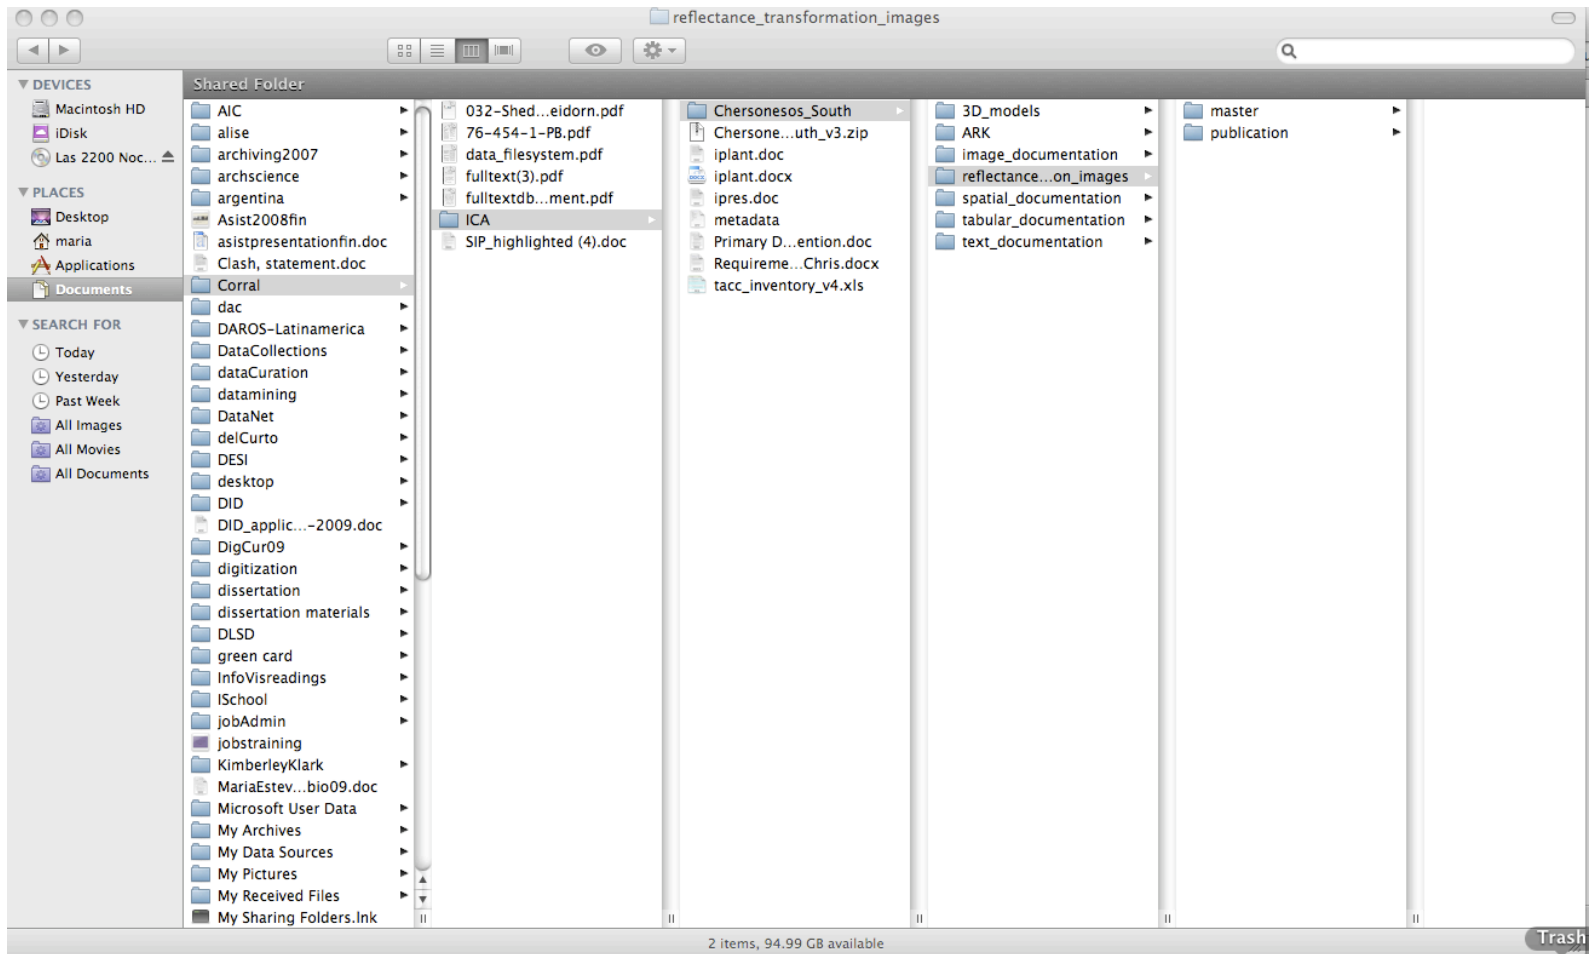 reflectance_transformation_images
DEVICES
Macintosh HD
iDisk
Las 2200 Noc...
PLACES
Desktop
maria
Applications
Documents
SEARCH FOR
Today
Yesterday
Past Week
All Images
All Movies
All Documents
Shared Folder
AIC
alise
archiving2007
archscience
argentina
Asist2008fin
asistpresentationfin.doc
Clash, statement.doc
Corral
dac
DAROS-Latinamerica
DataCollections
dataCuration
datamining
DataNet
delCurto
DESI
desktop
DID
DID_applic...-2009.doc
DigCur09
digitization
dissertation
dissertation materials
DLSD
green card
InfoVisreadings
ISchool
jobAdmin
jobstraining
KimberleyKlark
MariaEstev...bio09.doc
Microsoft User Data
My Archives
My Data Sources
My Pictures
My Received Files
My Sharing Folders.lnk
032-Shed...eidorn.pdf
76-454-1-PB.pdf
data_filesystem.pdf
fulltext(3).pdf
fulltextdb...ment.pdf
ICA
SIP_highlighted (4).doc
Chersonesos_South
Chersone...uth_v3.zip
iplant.doc
iplant.docx
ipres.doc
metadata
Primary D...ention.doc
Requireme...Chris.docx
tacc_inventory_v4.xls
3D_models
ARK
image_documentation
reflectance...on_images
spatial_documentation
tabular_documentation
text_documentation
master
publication
2 items, 94.99 GB available
Trash